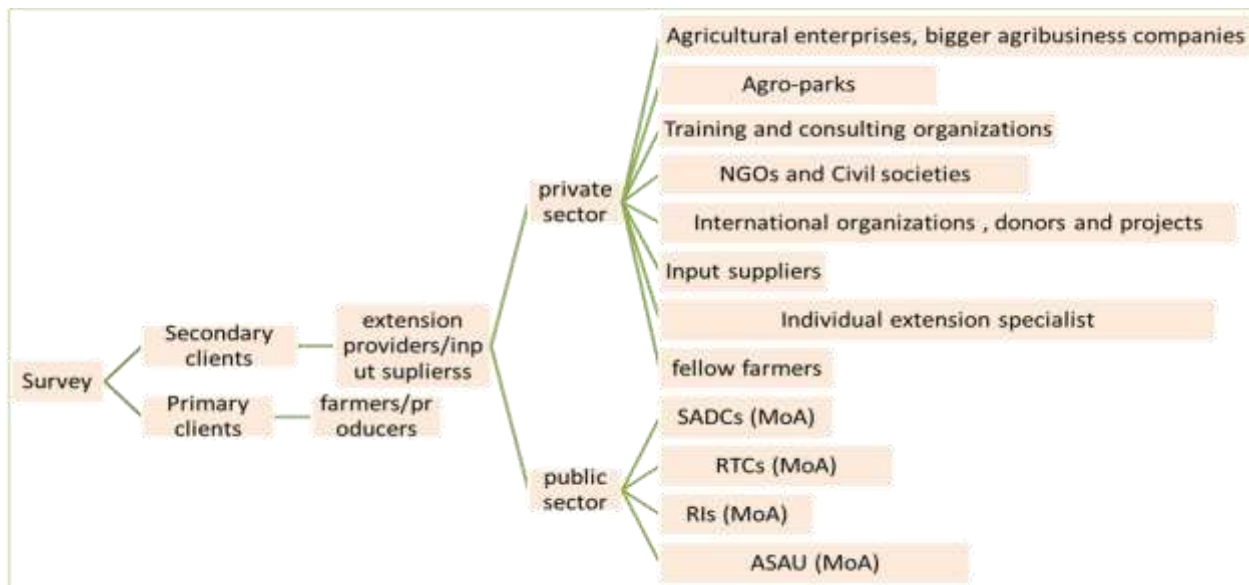 Survey
Secondary
clients
Primary
clients
extension
providers/inp
ut suplierss
farmers/pr
oducers
private
sector
public
sector
Agricultural enterprises, bigger agribusiness companies
Agro-parks
Training and consulting organizations
NGOs and Civil societies
International organizations , donors and projects
Input suppliers
Individual extension specialist
fellow farmers
SADCs (MoA)
RTCs (MoA)
RIs (MoA)
ASAU (MoA)